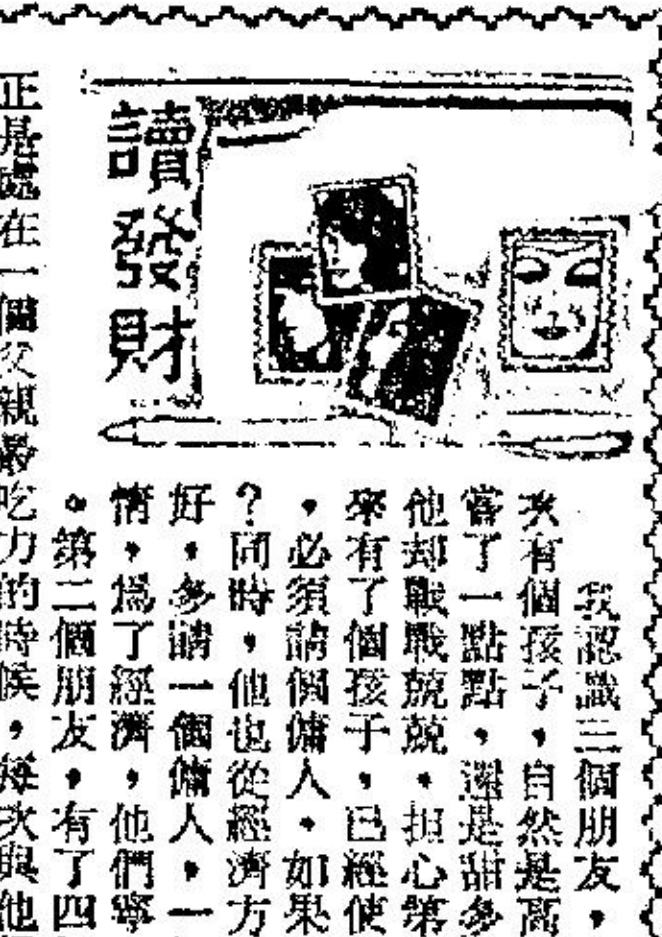 讀發財
我認識三個朋友，
次有個孩子，自然是高
嘗了一點點，還是甜多
他却戰戰兢兢，担心第
來有了個孩子，已經使
，必須請個傭人。如果
？同時，他也從經濟方
好，多請一個傭人，一
情，為了經濟，他們寧
。第二個朋友，有了四
正是處在一個父親最吃力的時候，每次與他